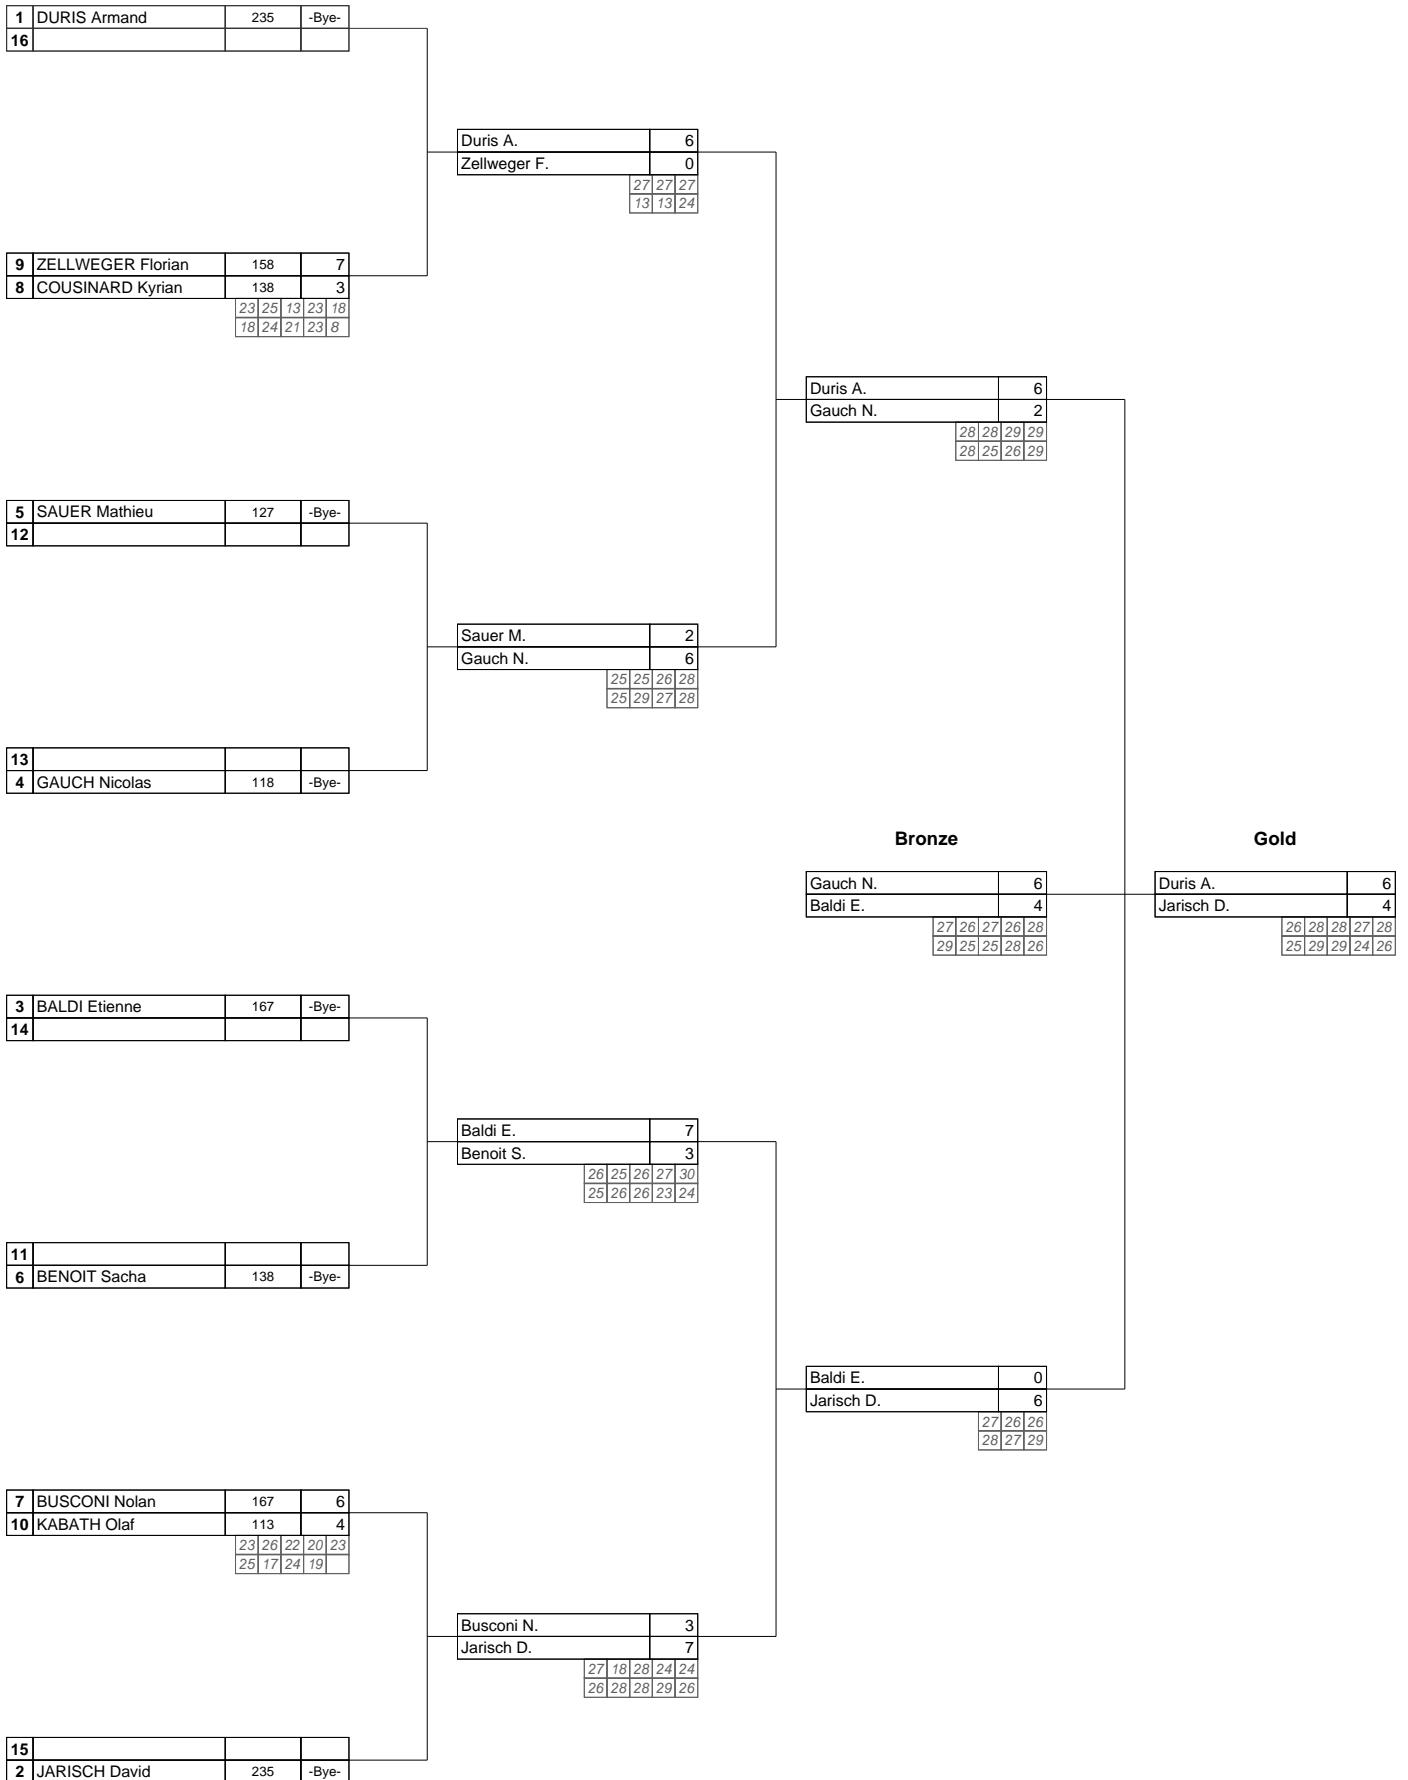 1 DURIS Armand 235 -Bye-
16
Duris A. 6
Zellweger F. 0
27 27 27
13 13 24
9 ZELLWEGER Florian 158 7
8 COUSINARD Kyrian 138 3
23 25 13 23 18
18 24 21 23 8
Duris A. 6
Gauch N. 2
28 28 29 29
28 25 26 29
5 SAUER Mathieu 127 -Bye-
12
Sauer M. 2
Gauch N. 6
25 25 26 28
25 29 27 28
13
4 GAUCH Nicolas 118 -Bye-
Bronze
Gold
Gauch N. 6
Baldi E. 4
27 26 27 26 28
29 25 25 28 26
Duris A. 6
Jarisch D. 4
26 28 28 27 28
25 29 29 24 26
3 BALDI Etienne 167 -Bye-
14
Baldi E. 7
Benoit S. 3
26 25 26 27 30
25 26 26 23 24
11
6 BENOIT Sacha 138 -Bye-
Baldi E. 0
Jarisch D. 6
27 26 26
28 27 29
7 BUSCONI Nolan 167 6
10 KABATH Olaf 113 4
23 26 22 20 23
25 17 24 19
Busconi N. 3
Jarisch D. 7
27 18 28 24 24
26 28 28 29 26
15
2 JARISCH David 235 -Bye-